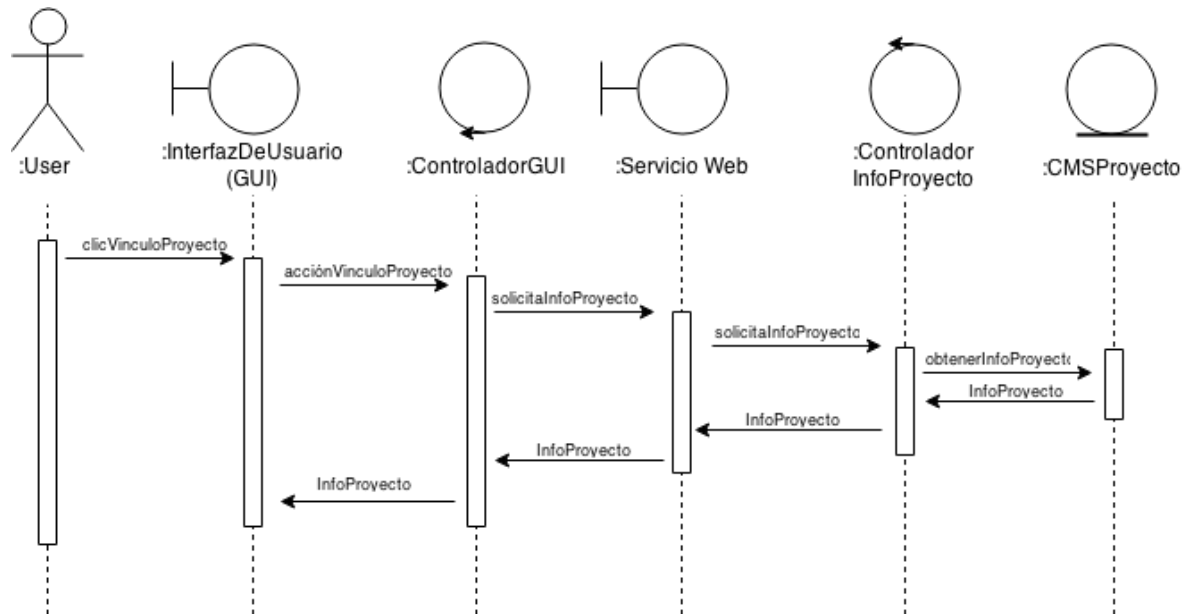 :User
:InterfazDeUsuario
(GUI)
:ControladorGUI
:Servicio Web
:Controlador
InfoProyecto
:CMSProyecto
clicVinculoProyecto
acciónVinculoProyecto
solicitaInfoProyecto
solicitaInfoProyecto
obtenerInfoProyecto
InfoProyecto
InfoProyecto
InfoProyecto
InfoProyecto